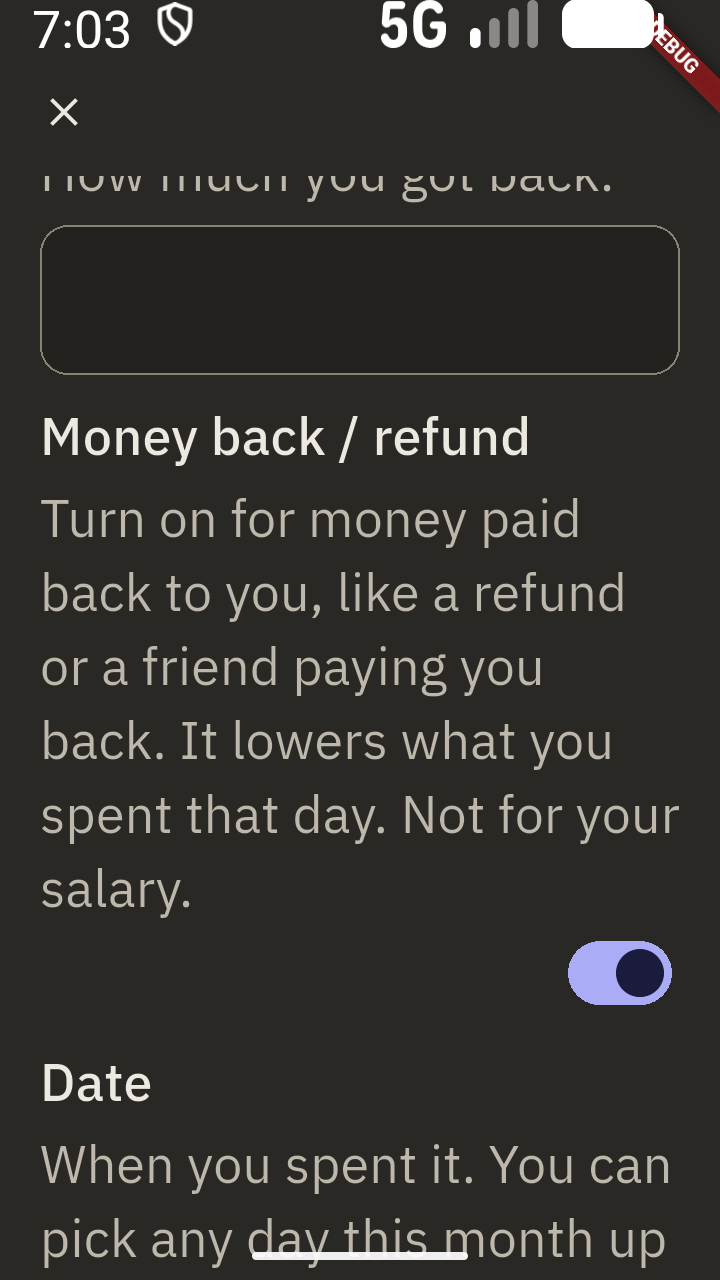 7:03
5G
DEBUG
How much you got back.
Money back / refund
Turn on for money paid
back to you, like a refund
or a friend paying you
back. It lowers what you
spent that day. Not for your
salary.
Date
When you spent it. You can
pick any day this month up